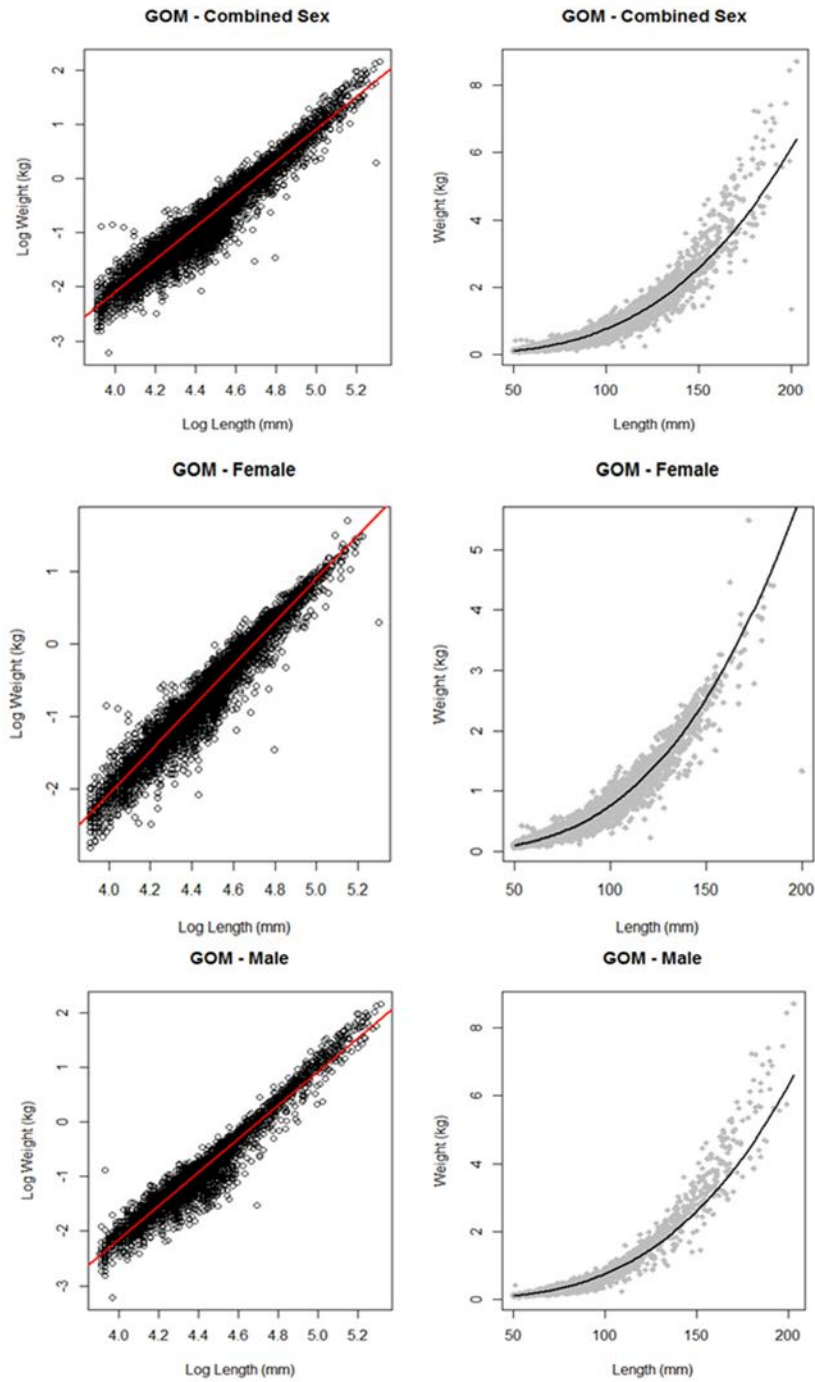 GOM - Combined Sex
Log Weight (kg)
2
1
0
-1
-2
-3
4.0 4.2 4.4 4.6 4.8 5.0 5.2
Log Length (mm)
GOM - Combined Sex
Weight (kg)
8
6
4
2
0
50 100 150 200
Length (mm)
GOM - Female
Log Weight (kg)
1
0
-1
-2
4.0 4.2 4.4 4.6 4.8 5.0 5.2
Log Length (mm)
GOM - Female
Weight (kg)
5
4
3
2
1
0
50 100 150 200
Length (mm)
GOM - Male
Log Weight (kg)
2
1
0
-1
-2
-3
4.0 4.2 4.4 4.6 4.8 5.0 5.2
Log Length (mm)
GOM - Male
Weight (kg)
8
6
4
2
0
50 100 150 200
Length (mm)